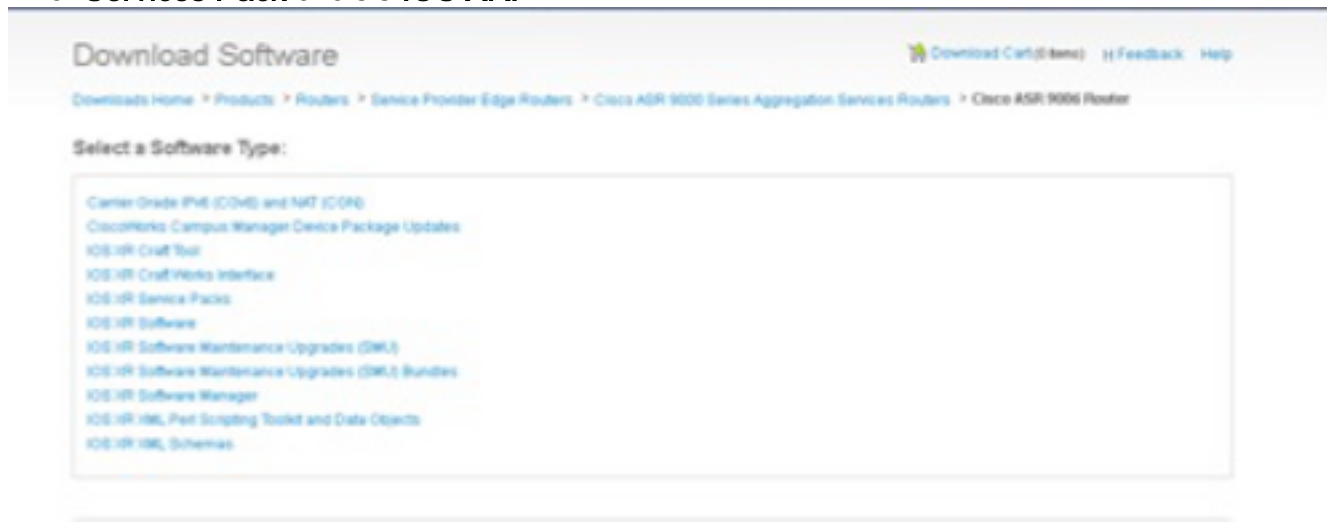 Download Software
Download Cart (0 items) Feedback Help
Downloads Home > Products > Routers > Service Provider Edge Routers > Cisco ASR 9000 Series Aggregation Services Routers > Cisco ASR 9006 Router
Select a Software Type:
Carrier Grade IPv6 (CGv6) and NAT (CGN)
CiscoWorks Campus Manager Device Package Updates
IOS XR Craft Tool
IOS XR Craft Works Interface
IOS XR Service Packs
IOS XR Software
IOS XR Software Maintenance Upgrades (SMU)
IOS XR Software Maintenance Upgrades (SMU) Bundles
IOS XR Software Manager
IOS XR XML Perl Scripting Toolkit and Data Objects
IOS XR XML Schemas